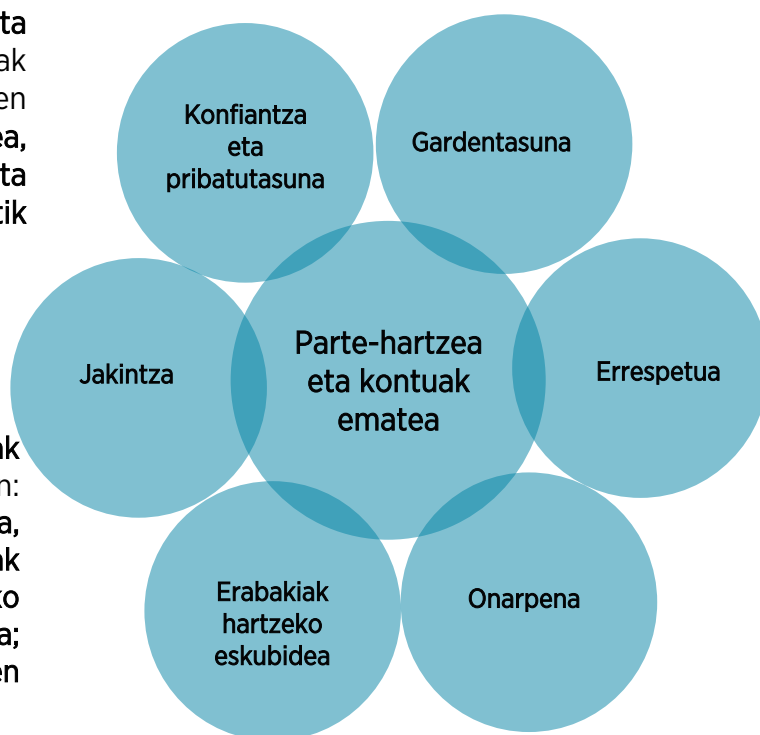 Konfiantza
eta
pribatutasuna
Gardentasuna
Jakintza
Parte-hartzea
eta kontuak
ematea
Errespetua
Erabakiak
hartzeko
eskubidea
Onarpena